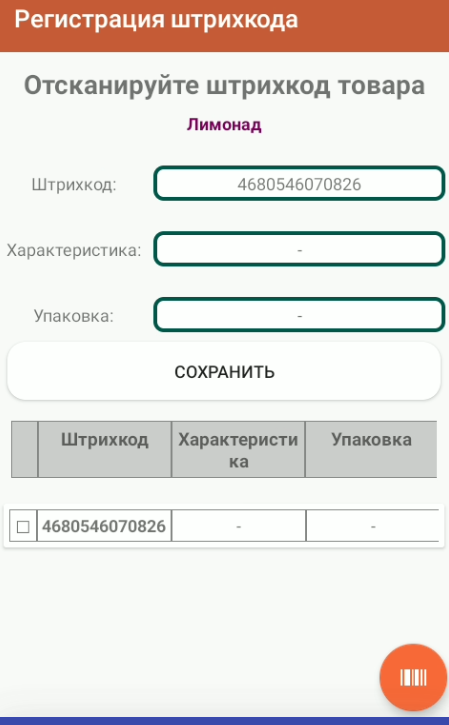 Регистрация штрихкода
Отсканируйте штрихкод товара
Лимонад
Штрихкод: 4680546070826
Характеристика: -
Упаковка: -
СОХРАНИТЬ
Штрихкод Характеристи Упаковка
ка
4680546070826 - -